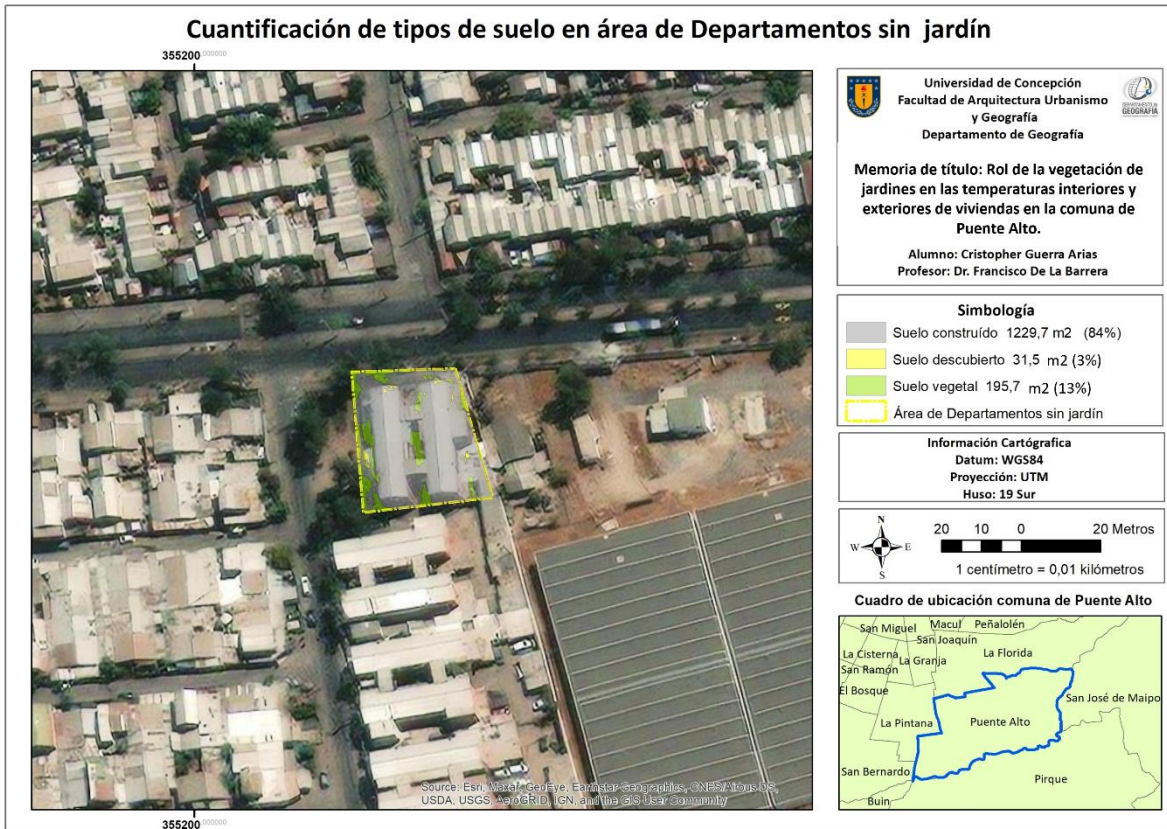 Cuantificación de tipos de suelo en área de Departamentos sin jardín
355200,000000
Universidad de Concepción
Facultad de Arquitectura Urbanismo
y Geografía
Departamento de Geografía
DEPARTAMENTO DE
GEOGRAFÍA
Memoria de título: Rol de la vegetación de
jardines en las temperaturas interiores y
exteriores de viviendas en la comuna de
Puente Alto.
Alumno: Cristopher Guerra Arias
Profesor: Dr. Francisco De La Barrera
Simbología
Suelo construído 1229,7 m2 (84%)
Suelo descubierto 31,5 m2 (3%)
Suelo vegetal 195,7 m2 (13%)
Área de Departamentos sin jardín
Información Cartógrafica
Datum: WGS84
Proyección: UTM
Huso: 19 Sur
N
W E
S
20 10 0 20 Metros
1 centímetro = 0,01 kilómetros
Cuadro de ubicación comuna de Puente Alto
San Miguel Macul Peñalolén
San Joaquín
La Cisterna La Granja La Florida
San Ramón
El Bosque
San José de Maipo
La Pintana Puente Alto
San Bernardo Pirque
Buin
Source: Esri, Maxar, GeoEye, Earthstar Geographics, CNES/Airbus DS,
USDA, USGS, AeroGRID, IGN, and the GIS User Community
355200